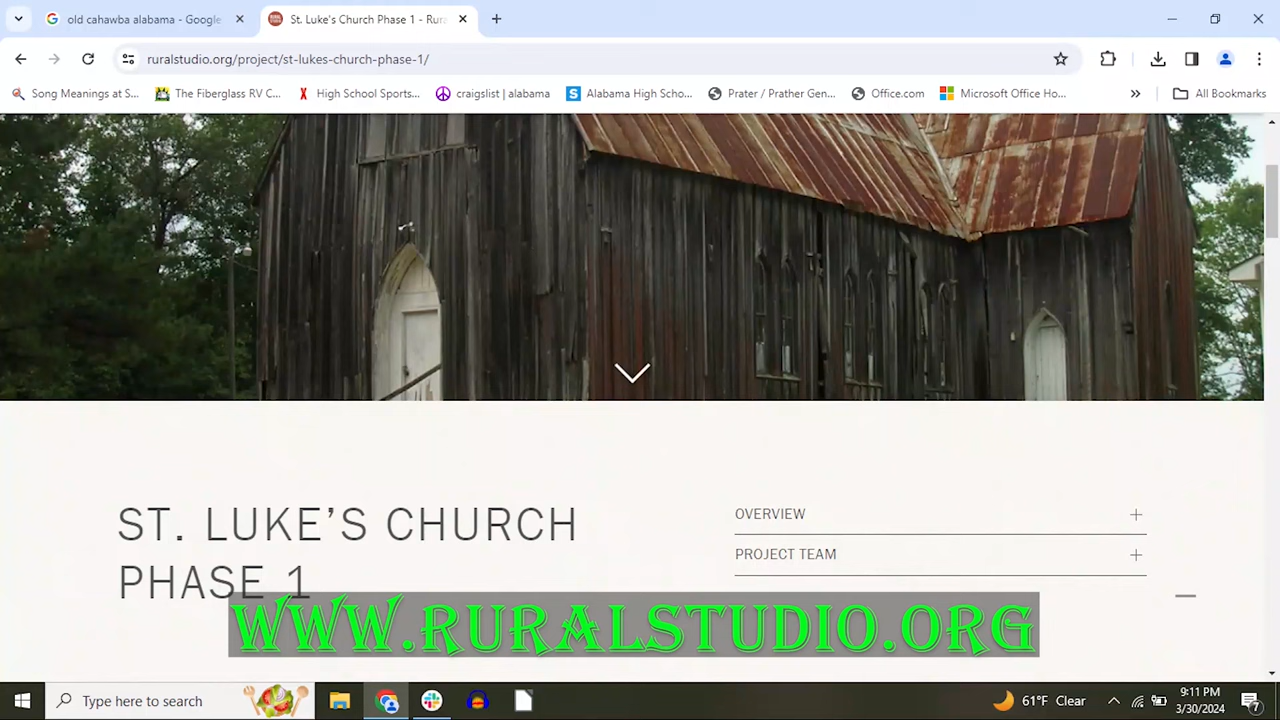 old cahawba alabama - Google
St. Luke's Church Phase 1 - Rura
ruralstudio.org/project/st-lukes-church-phase-1/
Song Meanings at S...
The Fiberglass RV C...
High School Sports...
craigslist | alabama
Alabama High Scho...
Prater / Prather Gen...
Office.com
Microsoft Office Ho...
All Bookmarks
OVERVIEW
ST. LUKE'S CHURCH
PROJECT TEAM
PHASE 1
WWW.RURALSTUDIO.ORG
Type here to search
61°F Clear
9:11 PM
3/30/2024
7